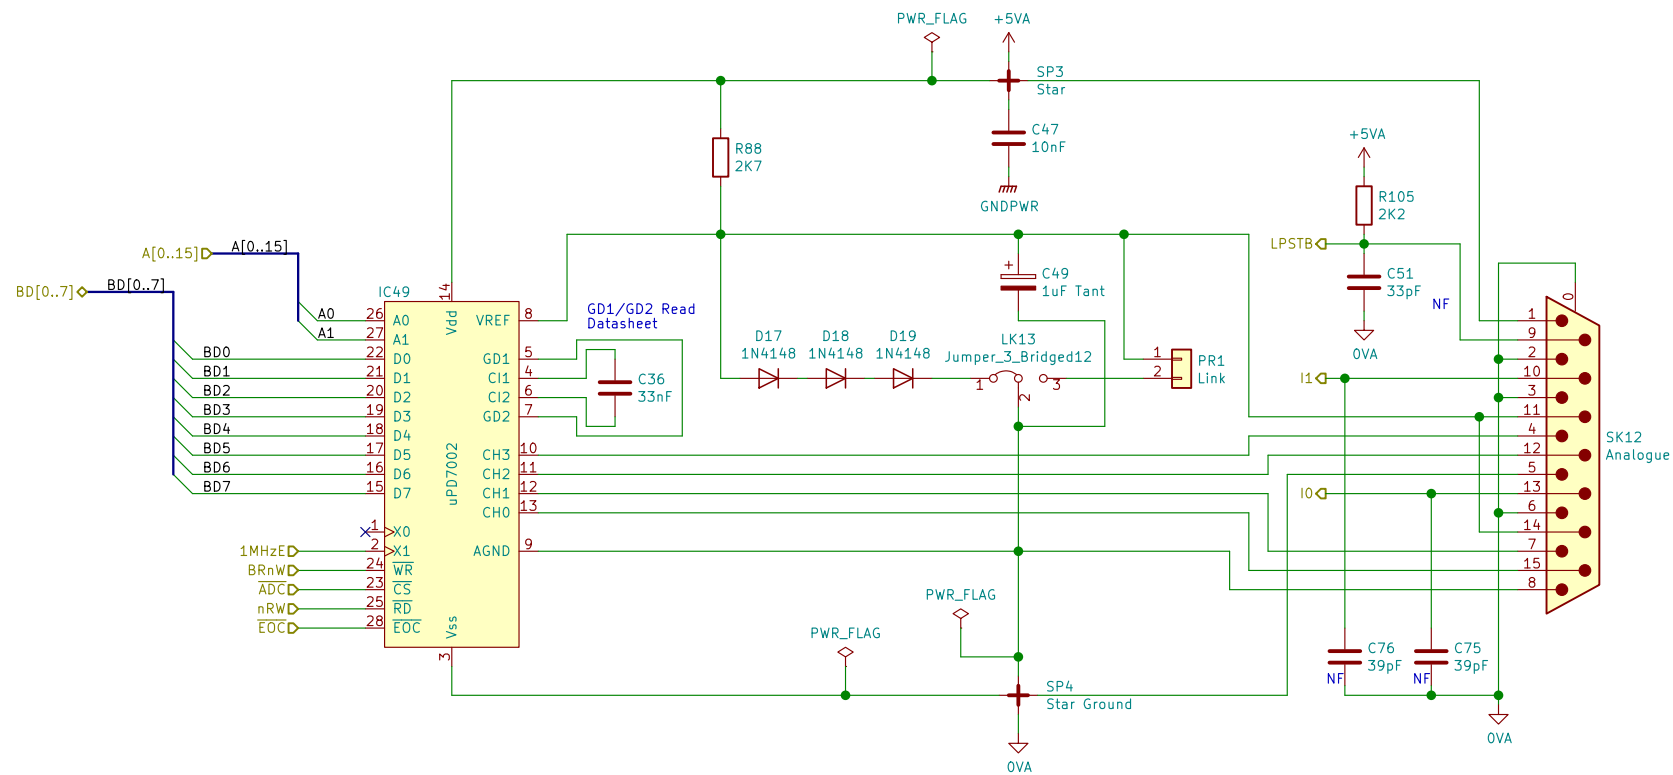 PWR_FLAG
+5VA
SP3
Star
C47
10nF
GNDPWR
R88
2K7
+5VA
R105
2K2
LPSTB
C51
33pF
NF
0VA
A[0..15]
A[0..15]
BD[0..7]
BD[0..7]
IC49
14
Vdd
A0
26
A0
A1
27
A1
BD0
22
D0
BD1
21
D1
BD2
20
D2
BD3
19
D3
BD4
18
D4
BD5
17
D5
BD6
16
D6
BD7
15
D7
1
X0
1MHzE
2
X1
BRnW
24
WR
ADC
23
CS
nRW
25
RD
EOC
28
EOC
uPD7002
Vss
3
VREF
8
GD1
5
CI1
4
CI2
6
GD2
7
CH3
10
CH2
11
CH1
12
CH0
13
AGND
9
GD1/GD2 Read
Datasheet
C36
33nF
D17
1N4148
D18
1N4148
D19
1N4148
+
C49
1uF Tant
LK13
Jumper_3_Bridged12
1
2
3
1
2
PR1
Link
I1
I0
0
1
9
2
10
3
11
4
12
5
13
6
14
7
15
8
SK12
Analogue
PWR_FLAG
PWR_FLAG
SP4
Star Ground
0VA
C76
39pF
NF
C75
39pF
NF
0VA